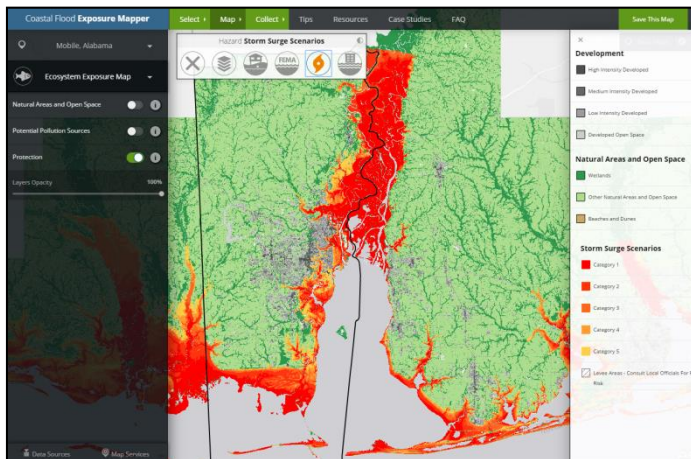 Coastal Flood Exposure Mapper
Select
Map
Collect
Tips
Resources
Case Studies
FAQ
Save This Map
Mobile, Alabama
Ecosystem Exposure Map
Natural Areas and Open Space
Potential Pollution Sources
Protection
Layers Opacity
100%
Data Sources
Map Services
Hazard Storm Surge Scenarios
FEMA
Development
High Intensity Developed
Medium Intensity Developed
Low Intensity Developed
Developed Open Space
Natural Areas and Open Space
Wetlands
Other Natural Areas and Open Space
Beaches and Dunes
Storm Surge Scenarios
Category 1
Category 2
Category 3
Category 4
Category 5
Levee Areas - Consult Local Officials For
Risk